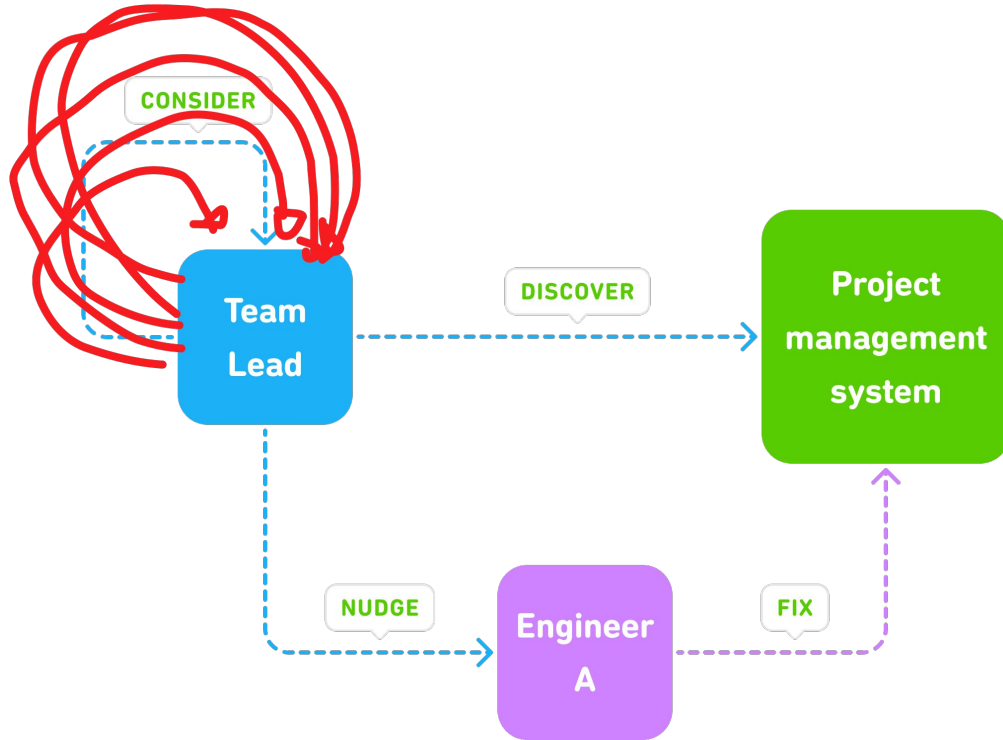 CONSIDER
Team
Lead
DISCOVER
Project
management
system
NUDGE
Engineer
A
FIX